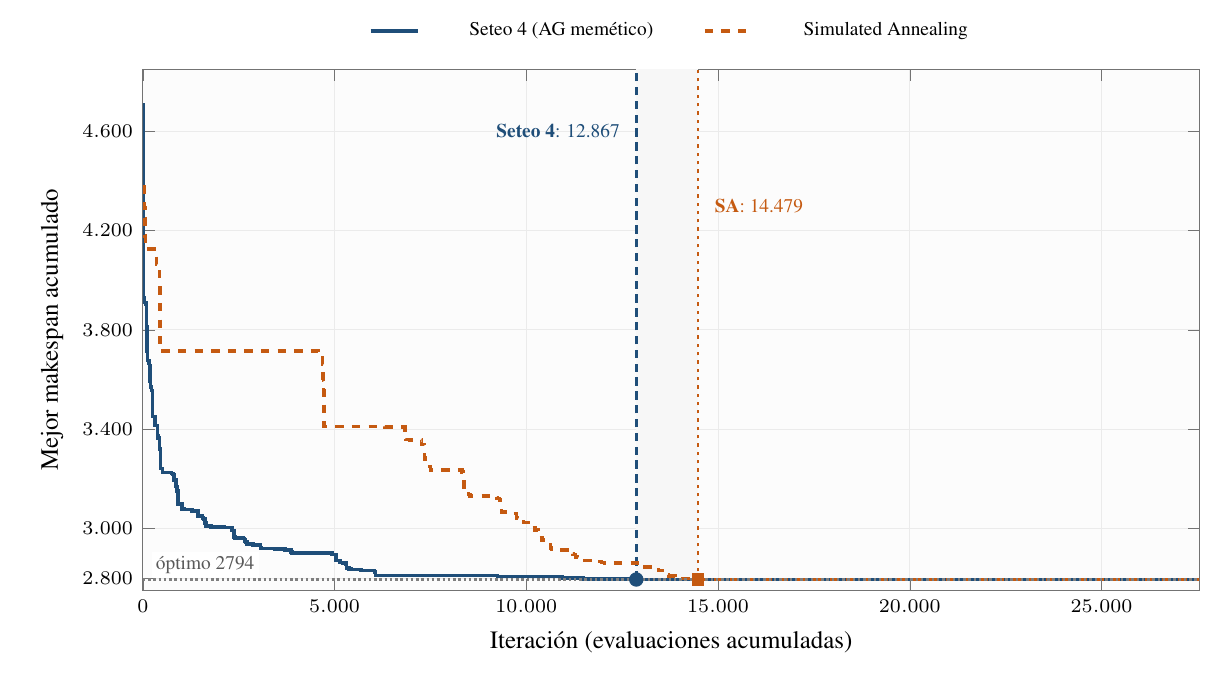 Seteo 4 (AG memético) Simulated Annealing
Mejor makespan acumulado
4.600
4.200
3.800
3.400
3.000
2.800
Seteo 4: 12.867
SA: 14.479
óptimo 2794
0 5.000 10.000 15.000 20.000 25.000
Iteración (evaluaciones acumuladas)